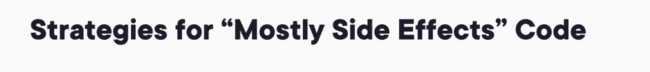 Strategies for “Mostly Side Effects” Code